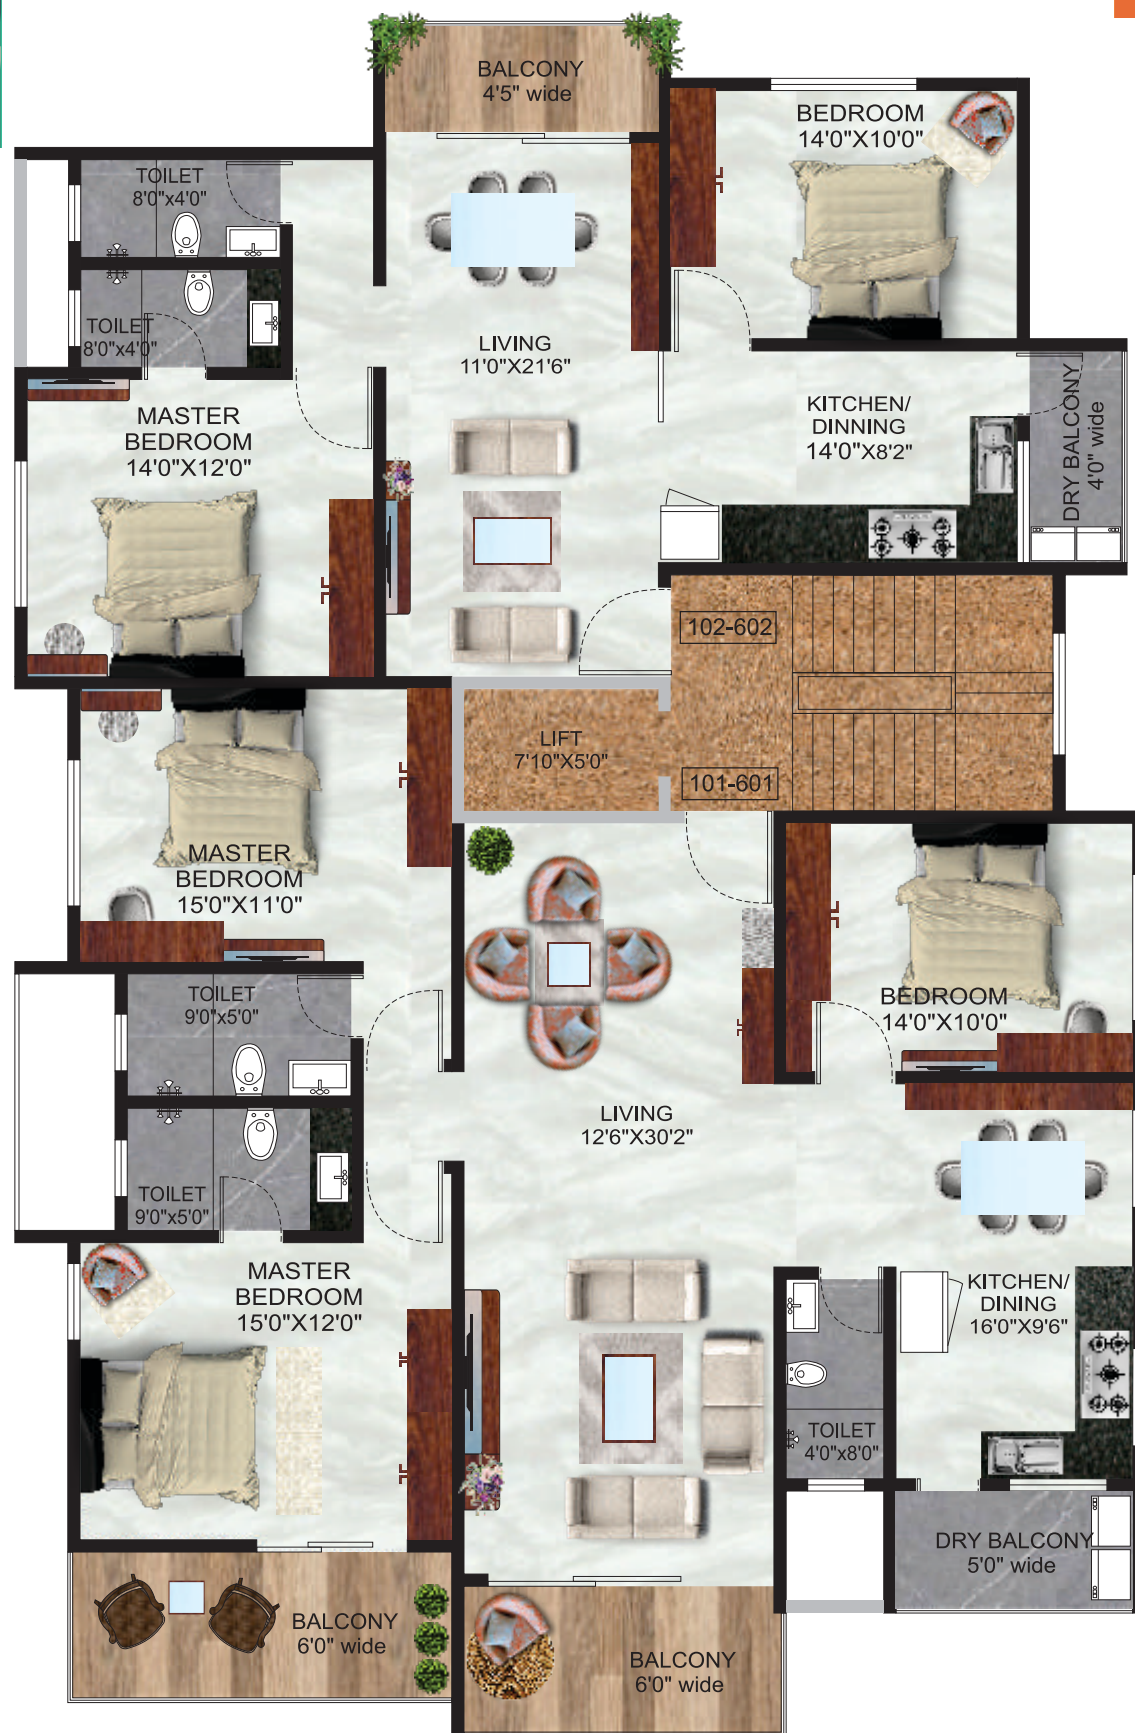 BALCONY
4'5" wide
BEDROOM
14'0"X10'0"
TOILET
8'0"x4'0"
TOILET
8'0"x4'0"
LIVING
11'0"X21'6"
MASTER
BEDROOM
14'0"X12'0"
KITCHEN/
DINNING
14'0"X8'2"
DRY BALCONY
4'0" wide
102-602
LIFT
7'10"X5'0"
101-601
MASTER
BEDROOM
15'0"X11'0"
TOILET
9'0"x5'0"
BEDROOM
14'0"X10'0"
LIVING
12'6"X30'2"
TOILET
9'0"x5'0"
MASTER
BEDROOM
15'0"X12'0"
KITCHEN/
DINING
16'0"X9'6"
TOILET
4'0"x8'0"
DRY BALCONY
5'0" wide
BALCONY
6'0" wide
BALCONY
6'0" wide